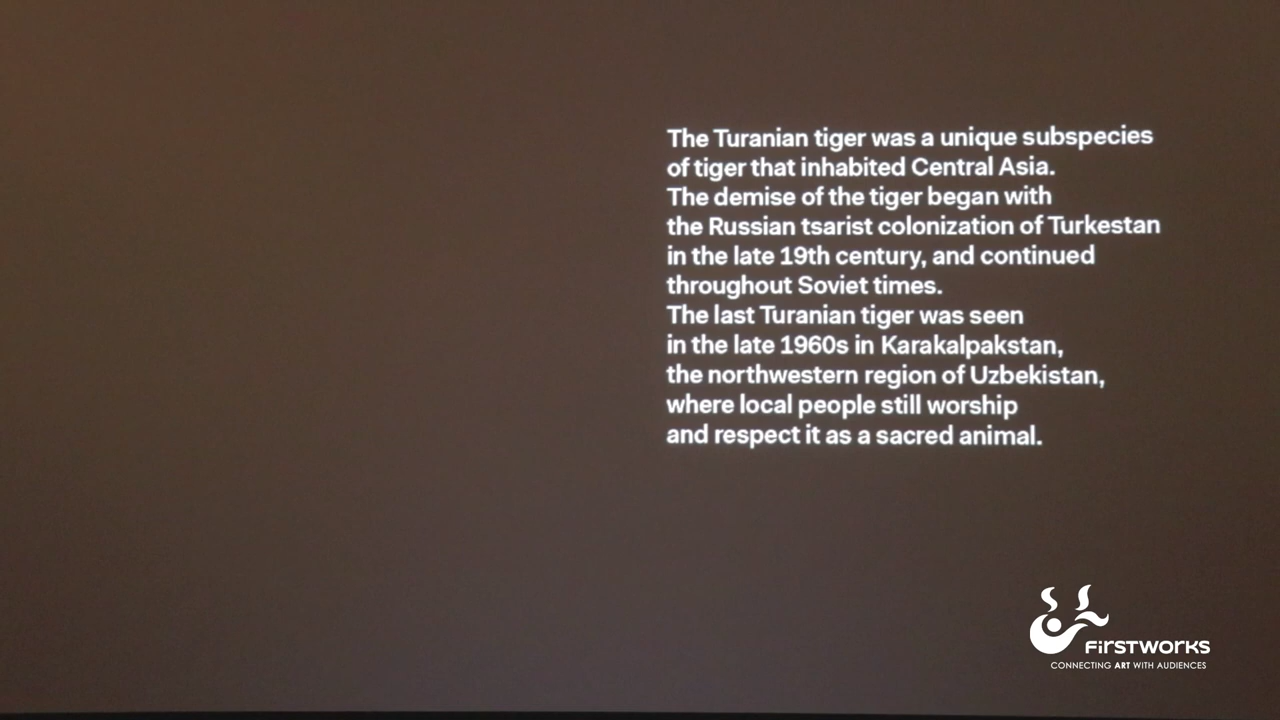 The Turanian tiger was a unique subspecies
of tiger that inhabited Central Asia.
The demise of the tiger began with
the Russian tsarist colonization of Turkestan
in the late 19th century, and continued
throughout Soviet times.
The last Turanian tiger was seen
in the late 1960s in Karakalpakstan,
the northwestern region of Uzbekistan,
where local people still worship
and respect it as a sacred animal.
FIRSTWORKS
CONNECTING ART WITH AUDIENCES